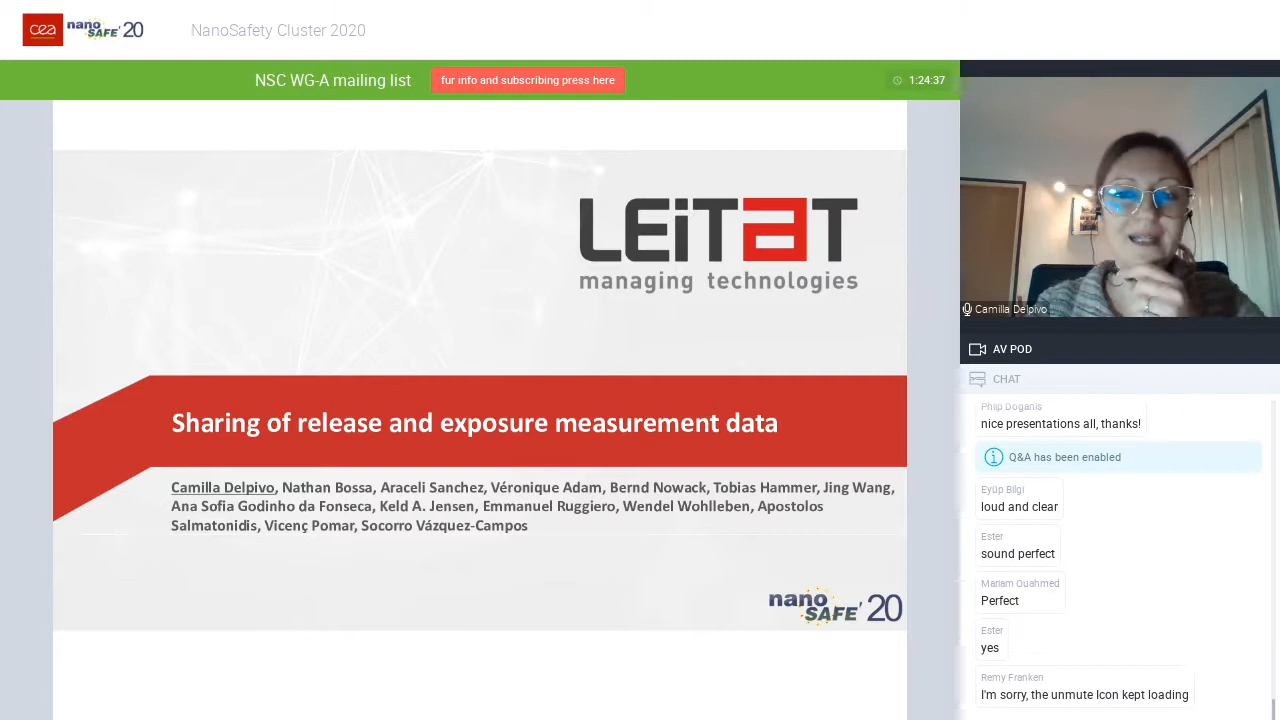 cea nano SAFE'20
NanoSafety Cluster 2020
NSC WG-A mailing list
fur info and subscribing press here
1:24:37
LEiTAT
managing technologies
Sharing of release and exposure measurement data
Camilla Delpivo, Nathan Bossa, Araceli Sanchez, Véronique Adam, Bernd Nowack, Tobias Hammer, Jing Wang,
Ana Sofia Godinho da Fonseca, Keld A. Jensen, Emmanuel Ruggiero, Wendel Wohlleben, Apostolos
Salmatonidis, Vicenç Pomar, Socorro Vázquez-Campos
nano SAFE'20
Camilla Delpivo
AV POD
CHAT
Philip Doganis
nice presentations all, thanks!
Q&A has been enabled
Eyüp Bilgi
loud and clear
Ester
sound perfect
Mariam Ouahmed
Perfect
Ester
yes
Remy Franken
I'm sorry, the unmute Icon kept loading